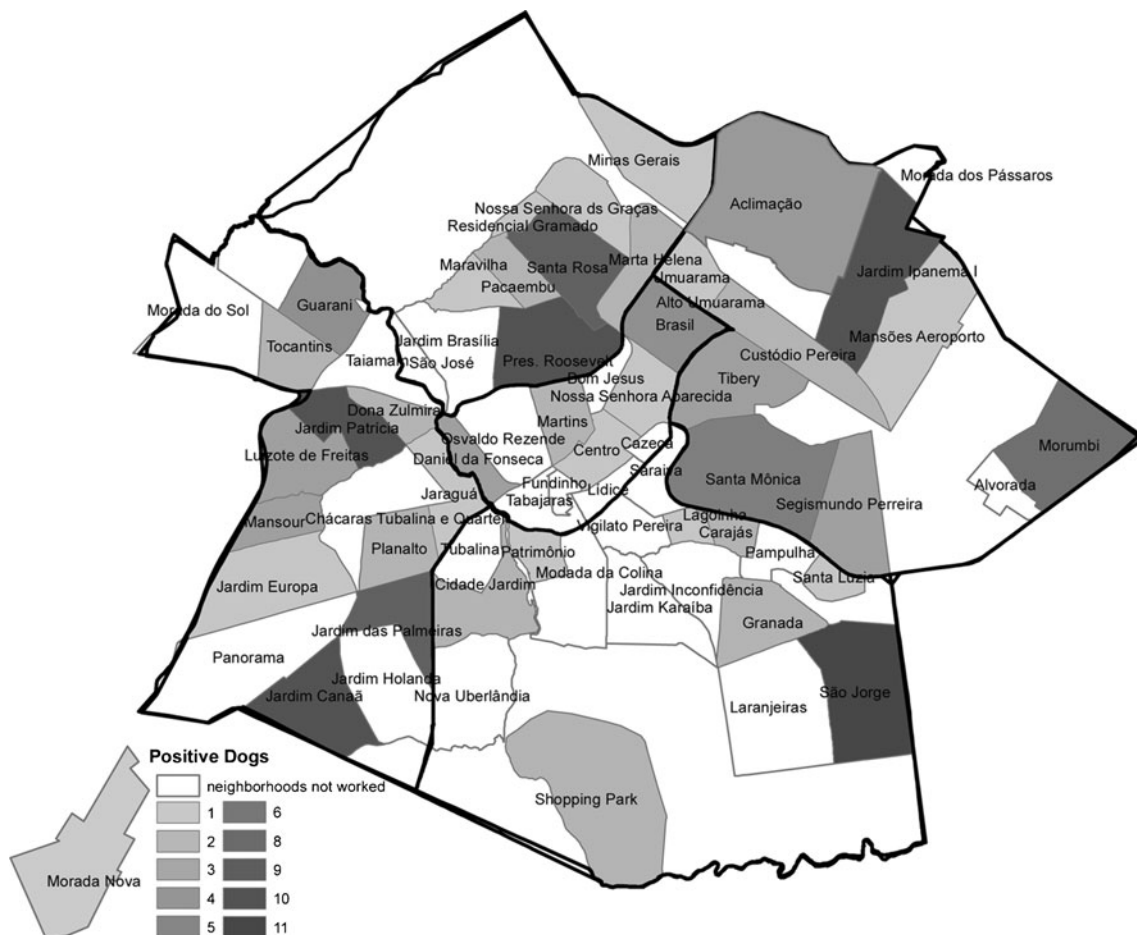 Minas Gerais
Morada dos Pássaros
Nossa Senhora ds Graças
Aclimação
Residencial Gramado
Marta Helena
Maravilha
Santa Rosa
Umuarama
Jardim Ipanema I
Pacaembu
Morada do Sol
Guarani
Alto Umuarama
Brasil
Jardim Brasília
Mansões Aeroporto
Tocantins
Taiamam
São José
Pres. Roosevelt
Custódio Pereira
Bom Jesus
Tibery
Nossa Senhora Aparecida
Dona Zulmira
Jardim Patrícia
Martins
Osvaldo Rezende
Cazeca
Morumbi
Luizote de Freitas
Daniel da Fonseca
Centro
Saraiva
Fundinho
Santa Mônica
Alvorada
Jaraguá
Tabajaras
Lidice
Segismundo Perreira
Mansour
Chácaras Tubalina e Quartel
Vigilato Pereira
Lagoinha
Carajás
Planalto
Tubalina
Patrimônio
Pampulha
Modada da Colina
Santa Luzia
Jardim Europa
Cidade Jardim
Jardim Inconfidência
Jardim Karaíba
Granada
Jardim das Palmeiras
Panorama
Jardim Holanda
Jardim Canaã
Nova Uberlândia
São Jorge
Laranjeiras
Shopping Park
Morada Nova
Positive Dogs
neighborhoods not worked
1
2
3
4
5
6
8
9
10
11